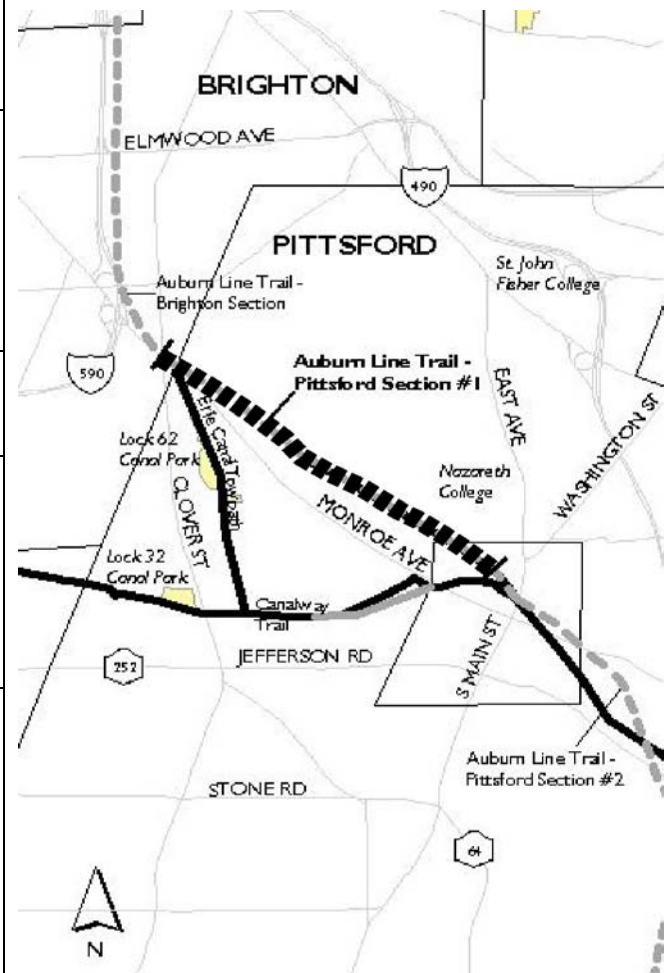 BRIGHTON
ELMWOOD AVE
490
PITTSFORD
St. John
Fisher College
Auburn Line Trail -
Brighton Section
Auburn Line Trail -
Pittsford Section #1
590
EAST AVE
WASHINGTON ST
Erie Canal Towpath
Lock 62
Canal Park
CLOVER ST
Nazareth
College
MONROE AVE
Lock 32
Canal Park
Canalway
Trail
252
JEFFERSON RD
S MAIN ST
Auburn Line Trail -
Pittsford Section #2
STONE RD
64
N